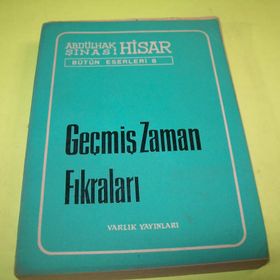 ABDÜLHAK ŞİNASİ HİSAR
BÜTÜN ESERLERİ 8
Geçmiş Zaman
Fıkraları
VARLIK YAYINLARI